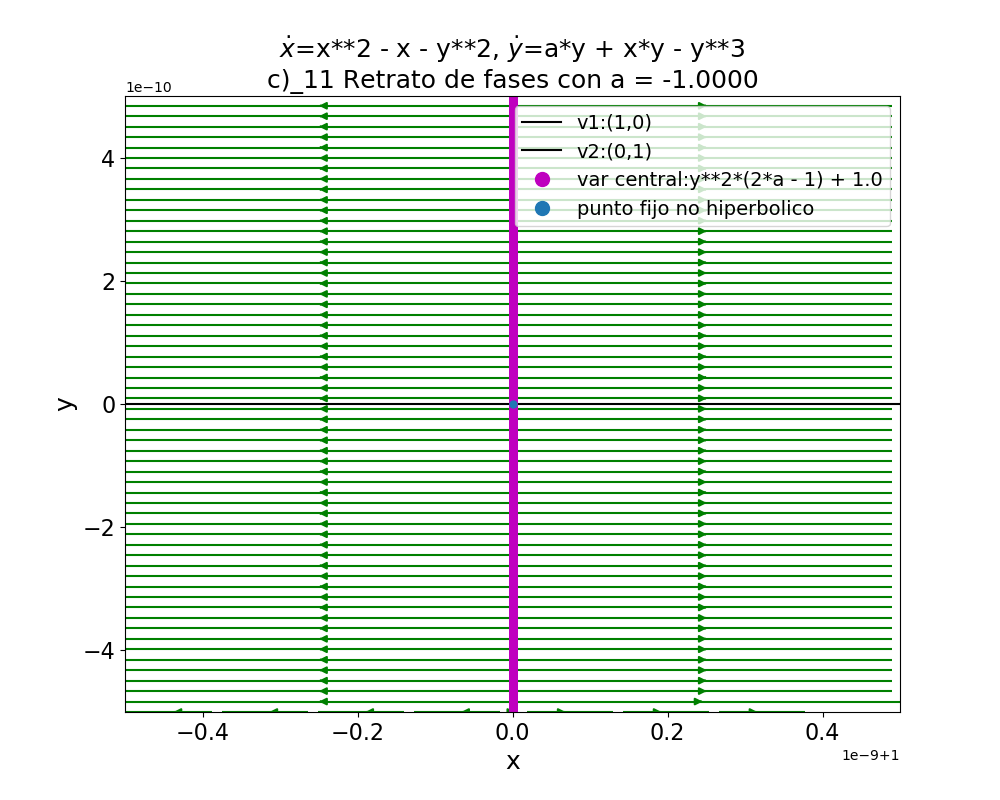 ẋ=x**2 - x - y**2, ẏ=a*y + x*y - y**3
c)_11 Retrato de fases con a = -1.0000
1e−10
v1:(1,0)
v2:(0,1)
var central:y**2*(2*a - 1) + 1.0
punto fijo no hiperbolico
4
2
0
−2
−4
y
−0.4 −0.2 0.0 0.2 0.4
1e−9+1
x